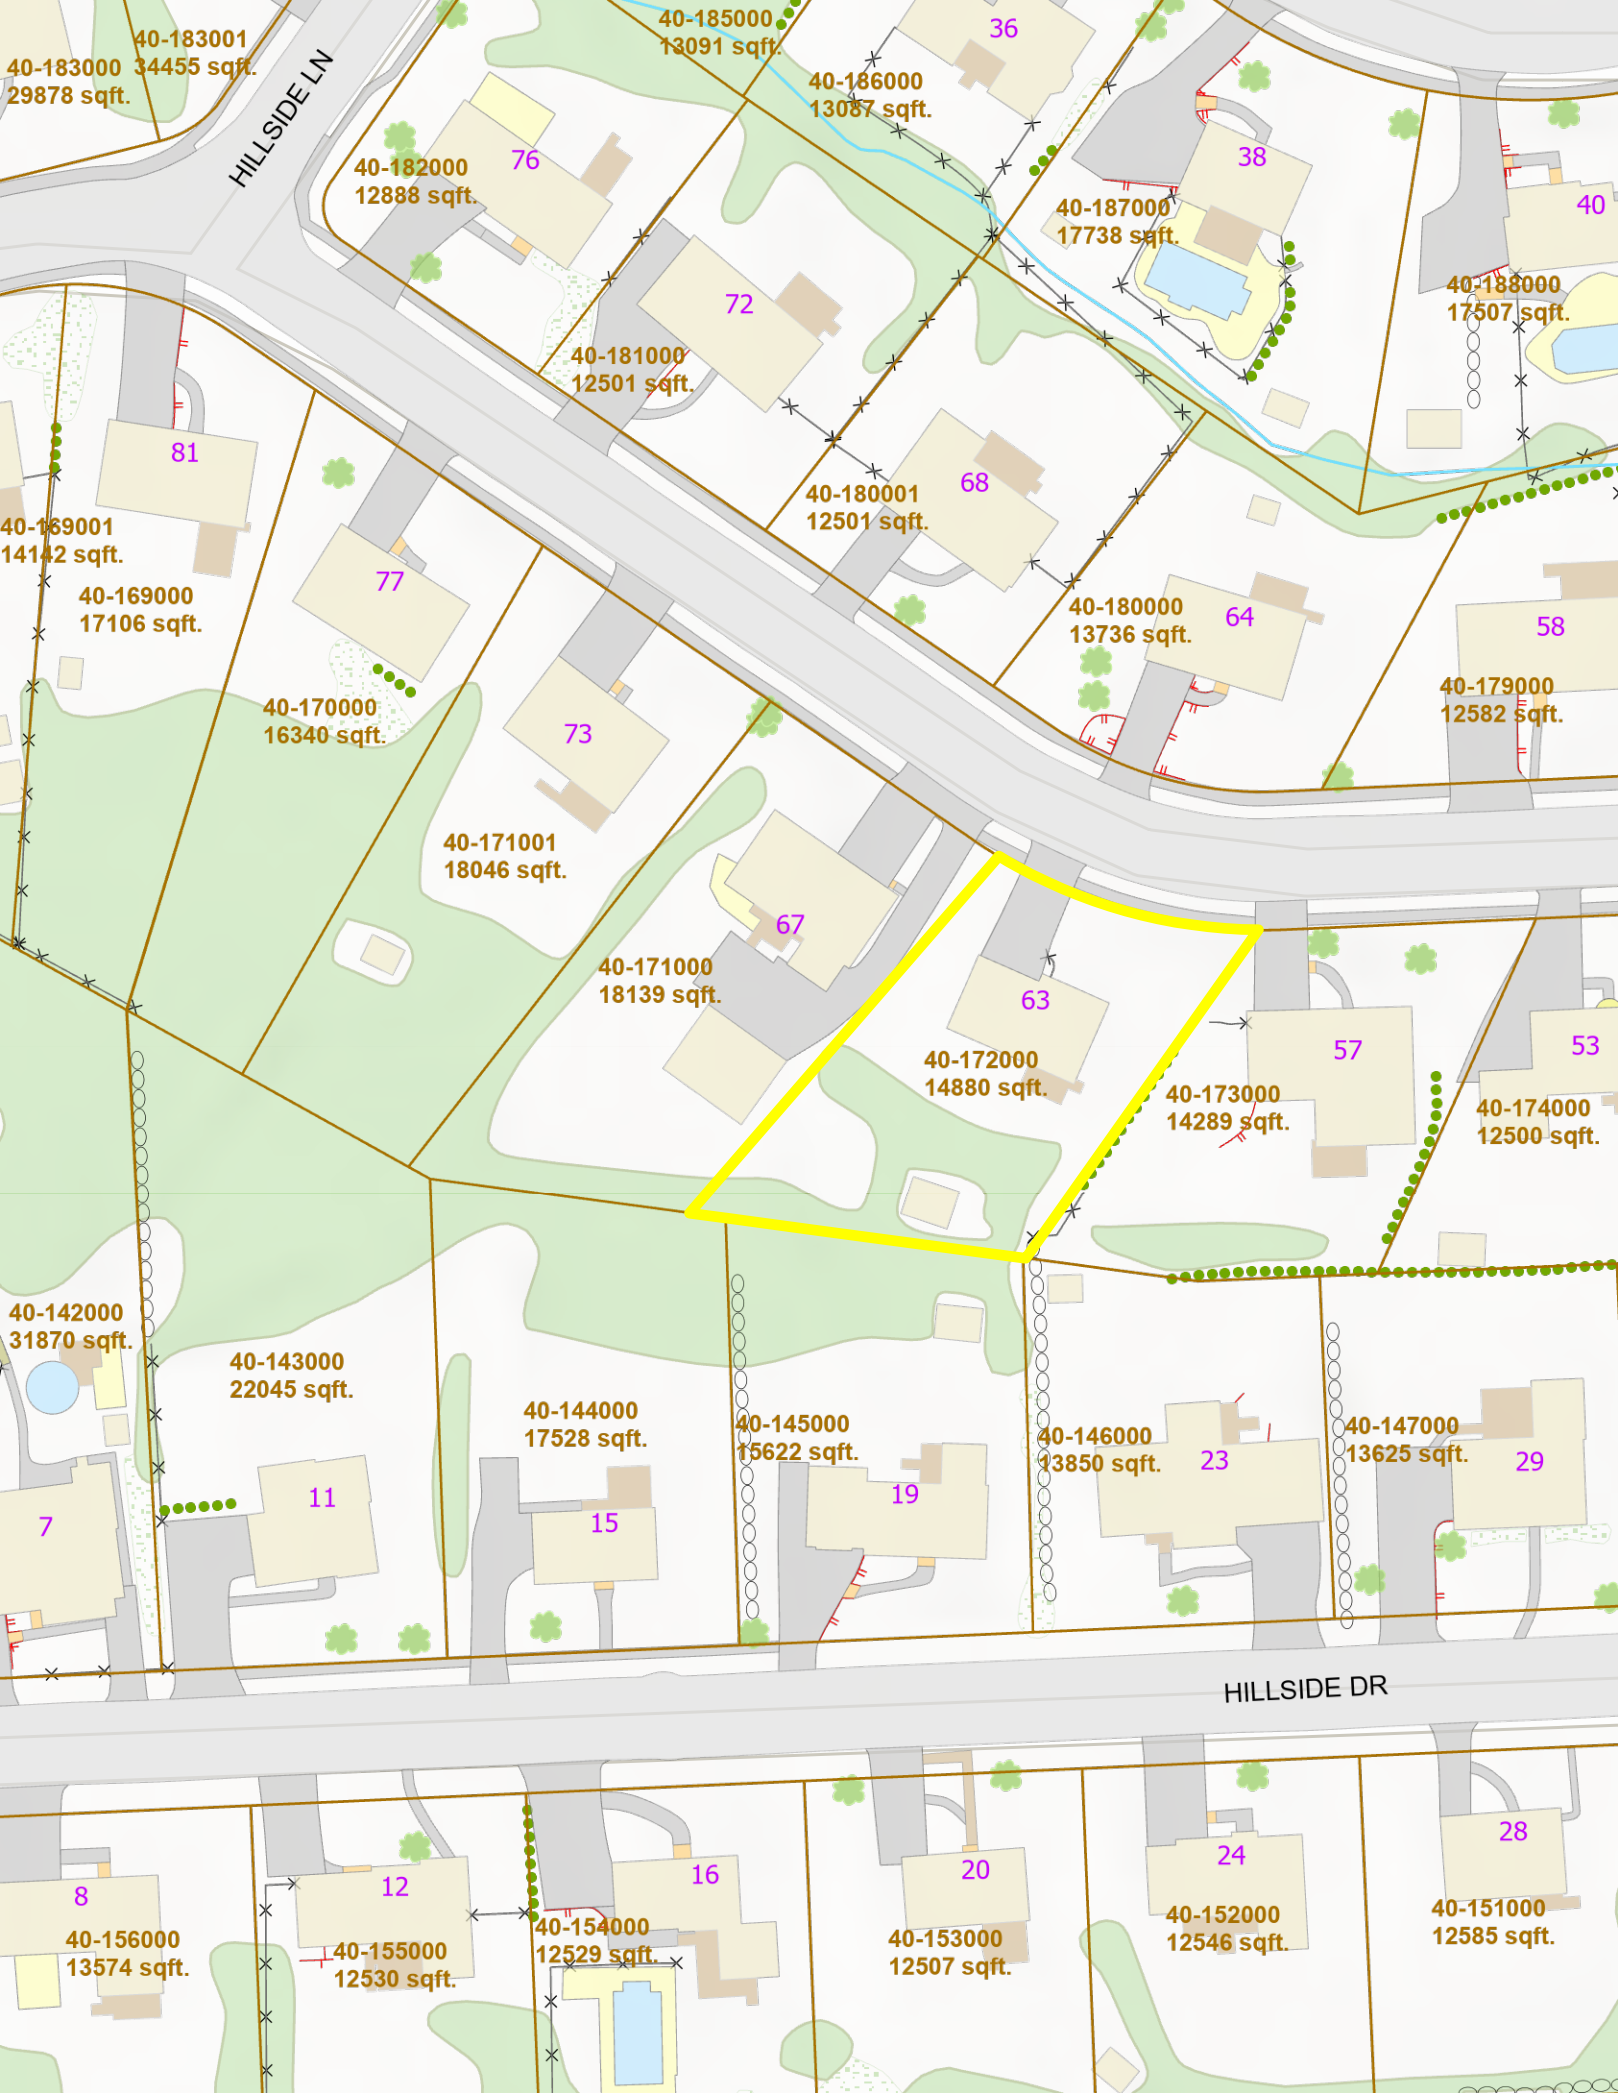 40-185000
13091 sqft.
36
40-183001
34455 sqft.
40-183000
29878 sqft.
40-186000
13087 sqft.
HILLSIDE LN
40-182000
12888 sqft.
76
38
40-187000
17738 sqft.
40
40-188000
17507 sqft.
72
40-181000
12501 sqft.
81
68
40-180001
12501 sqft.
40-169001
14142 sqft.
40-169000
17106 sqft.
77
40-180000
13736 sqft.
64
58
40-179000
12582 sqft.
40-170000
16340 sqft.
73
40-171001
18046 sqft.
67
40-171000
18139 sqft.
63
40-172000
14880 sqft.
57
40-173000
14289 sqft.
53
40-174000
12500 sqft.
40-142000
31870 sqft.
40-143000
22045 sqft.
40-144000
17528 sqft.
40-145000
15622 sqft.
40-146000
13850 sqft.
23
40-147000
13625 sqft.
29
7
11
15
19
HILLSIDE DR
8
40-156000
13574 sqft.
12
40-155000
12530 sqft.
16
40-154000
12529 sqft.
20
40-153000
12507 sqft.
24
40-152000
12546 sqft.
28
40-151000
12585 sqft.